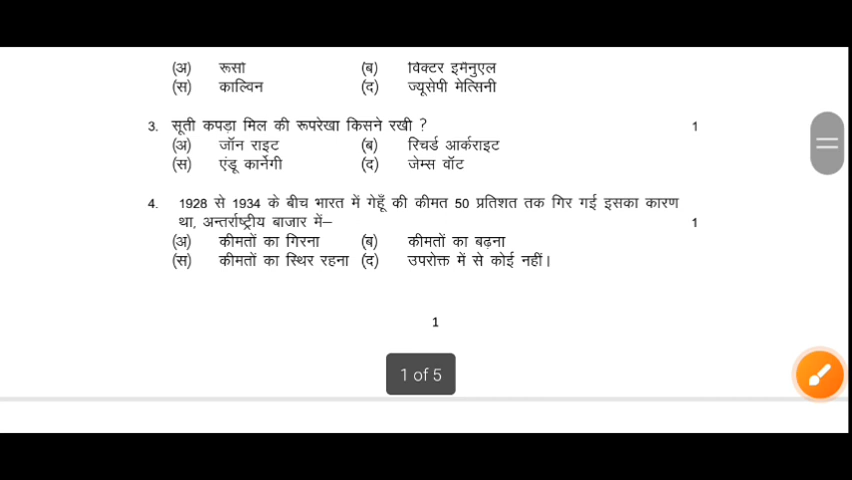 (अ) रूसो (ब) विक्टर इमैनुएल
(स) काल्विन (द) ज्यूसेपी मेत्सिनी
3. सूती कपड़ा मिल की रूपरेखा किसने रखी ? 1
(अ) जॉन राइट (ब) रिचर्ड आर्कराइट
(स) एंडू कार्नेगी (द) जेम्स वॉट
4. 1928 से 1934 के बीच भारत में गेहूँ की कीमत 50 प्रतिशत तक गिर गई इसका कारण
था, अन्तर्राष्ट्रीय बाजार में– 1
(अ) कीमतों का गिरना (ब) कीमतों का बढ़ना
(स) कीमतों का स्थिर रहना (द) उपरोक्त में से कोई नहीं।
1
1 of 5